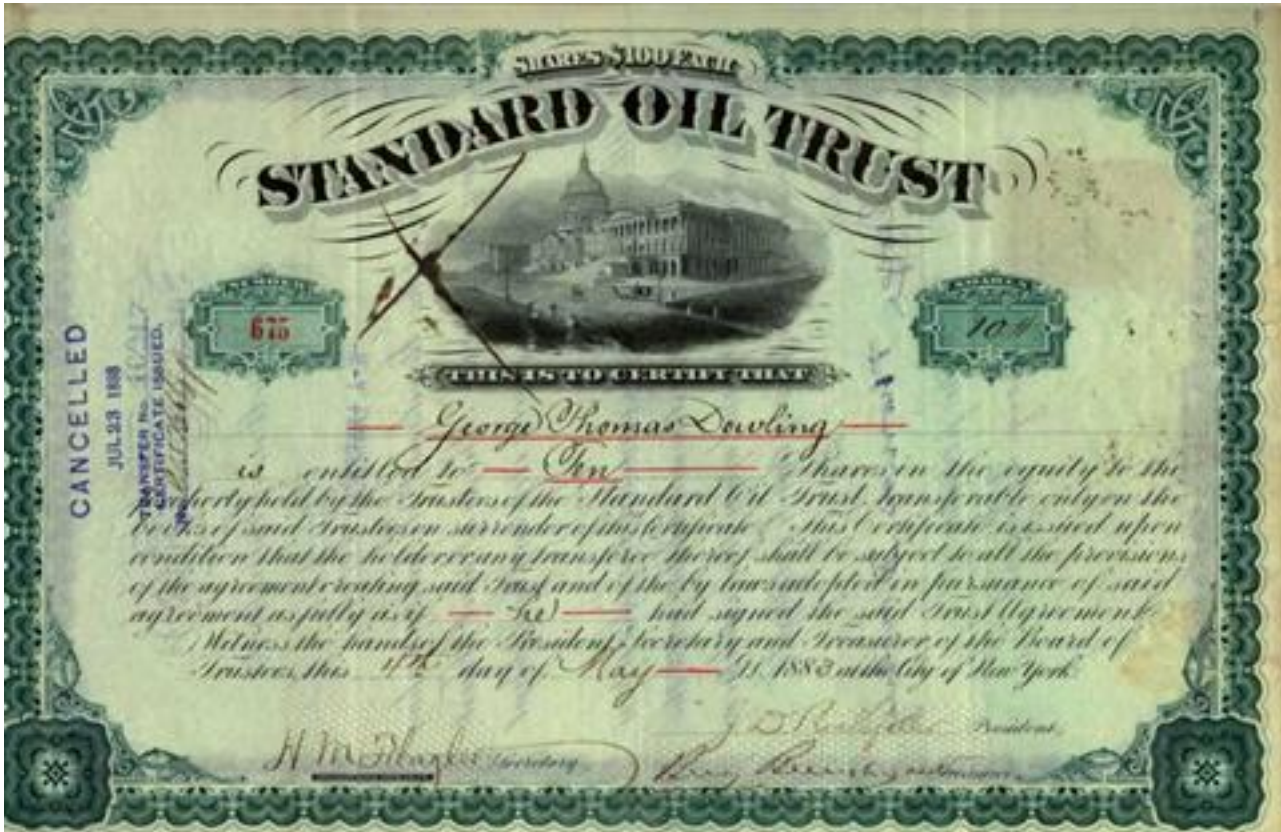 SHARES $100 EACH
STANDARD OIL TRUST
NUMBER
675
SHARES
10
THIS IS TO CERTIFY THAT
George Thomas Dowling
is entitled to Ten Shares in the equity to the
property held by the Trustees of the Standard Oil Trust, transferable only on the
books of said Trustees on surrender of this Certificate. This Certificate is issued upon
condition that the holder or any transferee thereof shall be subject to all the provisions
of the agreement creating said Trust and of the by laws adopted in pursuance of said
agreement as fully as if he had signed the said Trust Agreement.
Witness the hands of the President, Secretary and Treasurer of the Board of
Trustees, this day of May 1883 in the City of New York.
President,
H M Flagler Secretary,
CANCELLED
JUL 23 1898
TRANSFER No.
CERTIFICATE ISSUED,